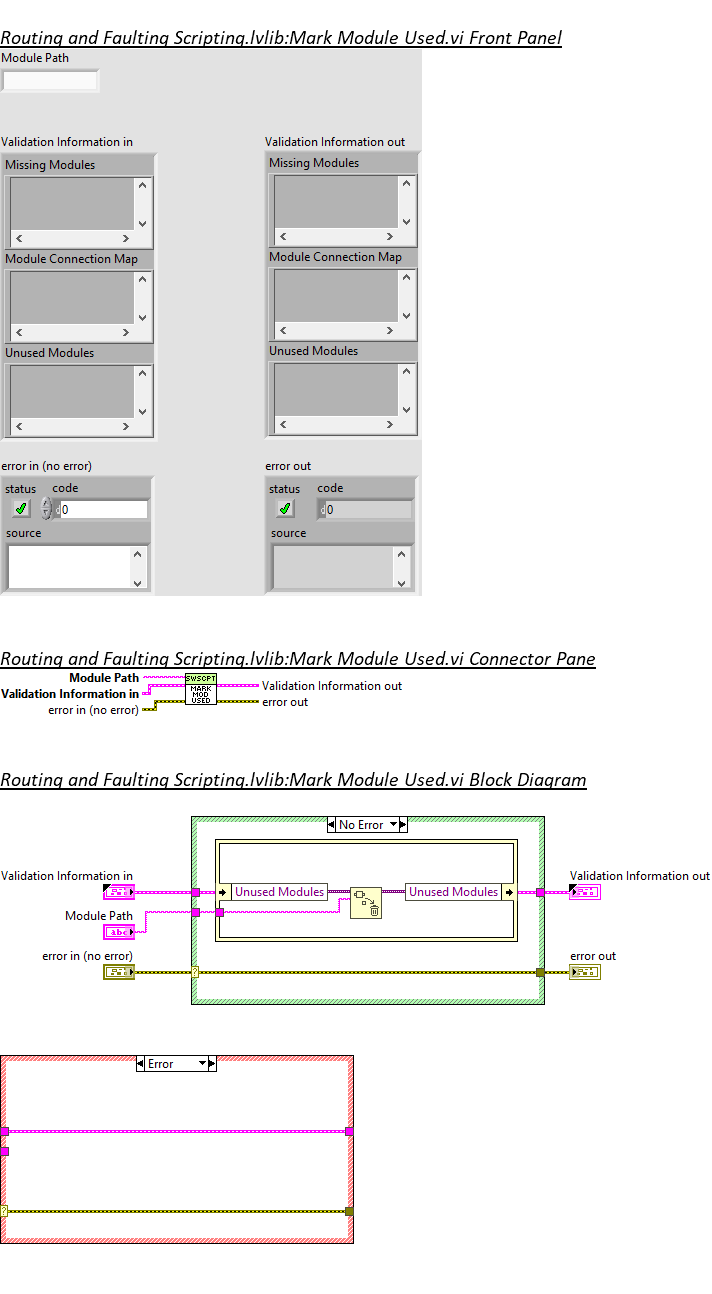 Routing and Faulting Scripting.lvlib:Mark Module Used.vi Front Panel
Module Path
Validation Information in
Validation Information out
Missing Modules
Missing Modules
Module Connection Map
Module Connection Map
Unused Modules
Unused Modules
error in (no error)
error out
status code
status code
0
0
source
source
Routing and Faulting Scripting.lvlib:Mark Module Used.vi Connector Pane
Module Path
Validation Information in
error in (no error)
SWSCPT
MARK
MOD
USED
Validation Information out
error out
Routing and Faulting Scripting.lvlib:Mark Module Used.vi Block Diagram
No Error
Validation Information in
Validation Information out
Unused Modules
Unused Modules
Module Path
abc
error in (no error)
error out
?
Error
?